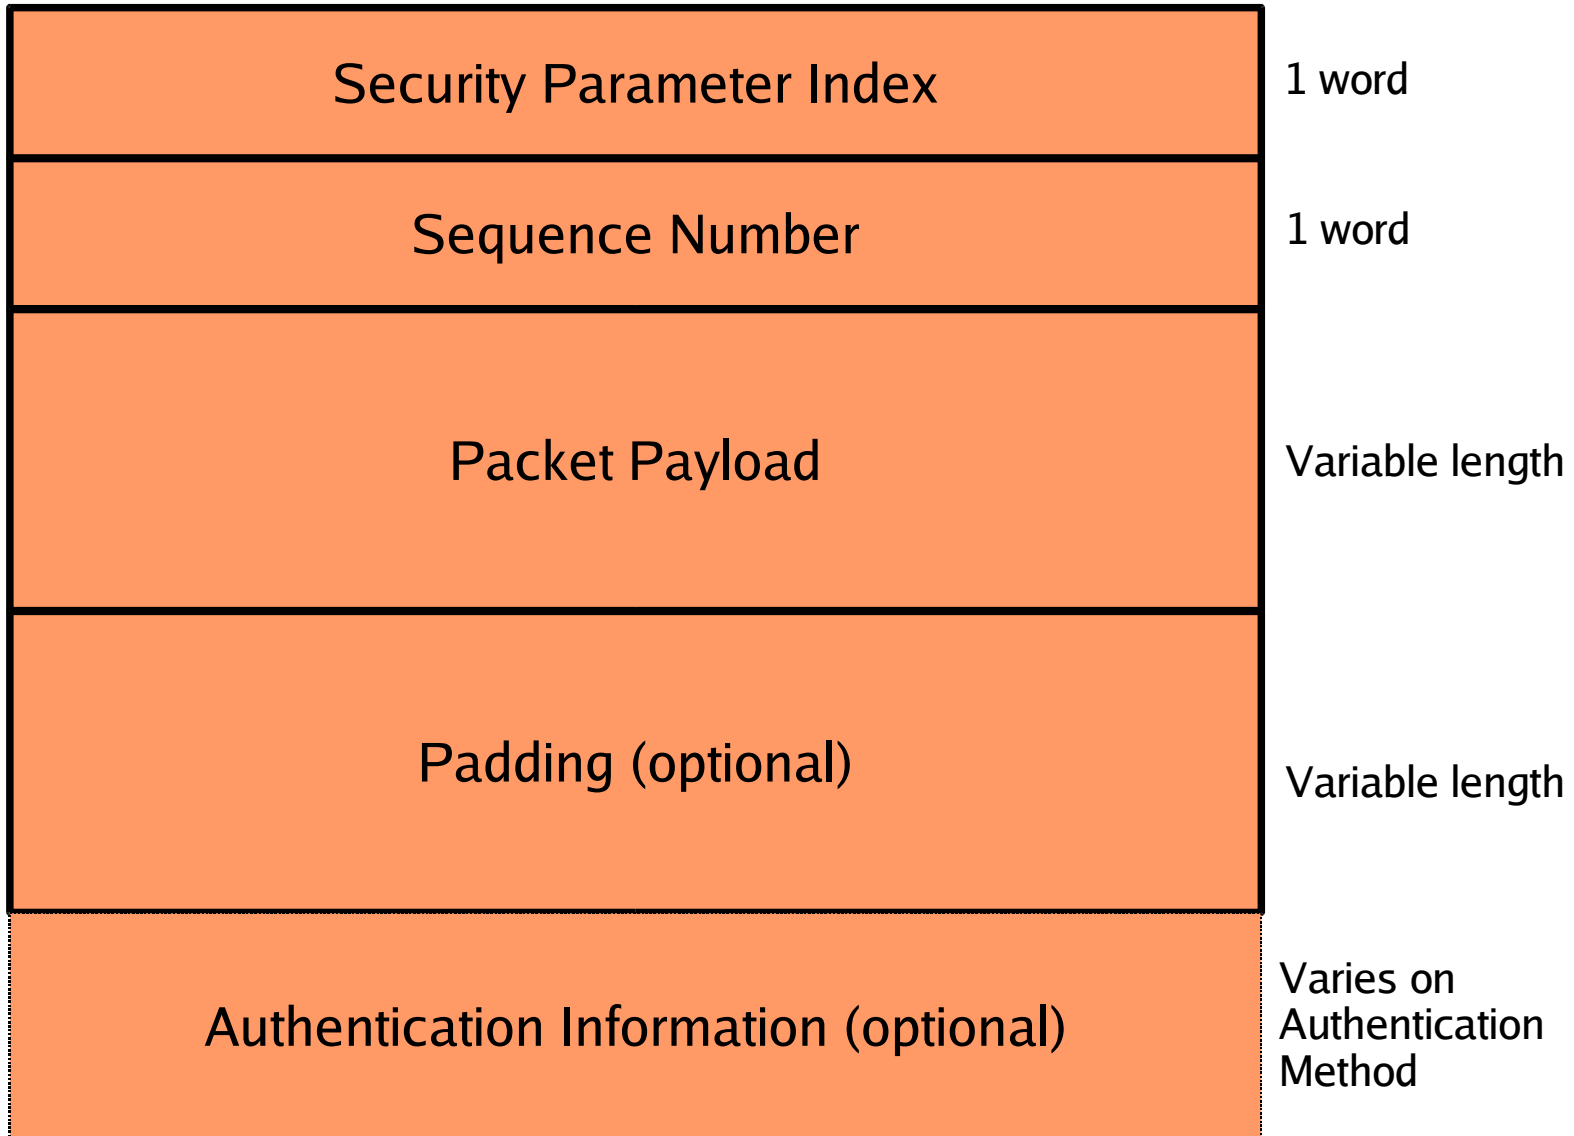 Security Parameter Index
1 word
Sequence Number
1 word
Packet Payload
Variable length
Padding (optional)
Variable length
Authentication Information (optional)
Varies on
Authentication
Method